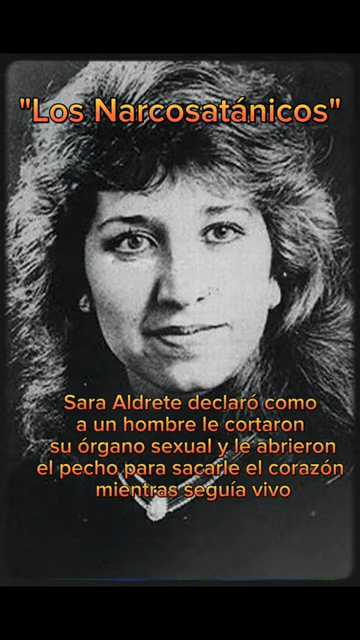 "Los Narcosatánicos"
Sara Aldrete declaró como
a un hombre le cortaron
su órgano sexual y le abrieron
el pecho para sacarle el corazón
mientras seguía vivo